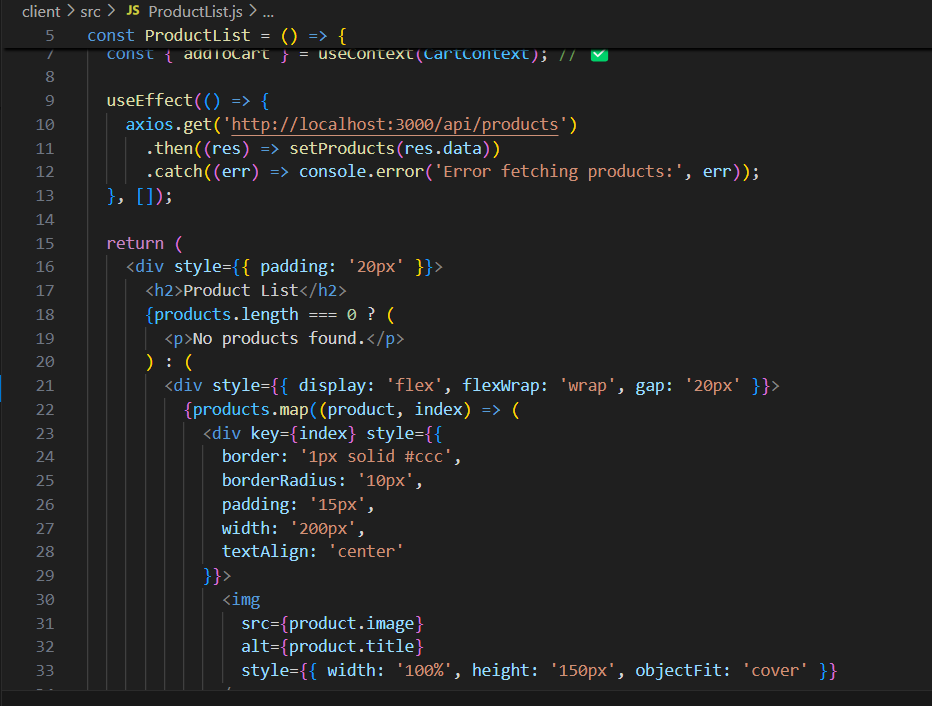 client > src > JS ProductList.js > ...
5 const ProductList = () => {
7 const { addToCart } = useContext(CartContext); // ✅
8
9 useEffect(() => {
10 axios.get('http://localhost:3000/api/products')
11 .then((res) => setProducts(res.data))
12 .catch((err) => console.error('Error fetching products:', err));
13 }, []);
14
15 return (
16 <div style={{ padding: '20px' }}>
17 <h2>Product List</h2>
18 {products.length === 0 ? (
19 <p>No products found.</p>
20 ) : (
21 <div style={{ display: 'flex', flexWrap: 'wrap', gap: '20px' }}>
22 {products.map((product, index) => (
23 <div key={index} style={{
24 border: '1px solid #ccc',
25 borderRadius: '10px',
26 padding: '15px',
27 width: '200px',
28 textAlign: 'center'
29 }}>
30 <img
31 src={product.image}
32 alt={product.title}
33 style={{ width: '100%', height: '150px', objectFit: 'cover' }}